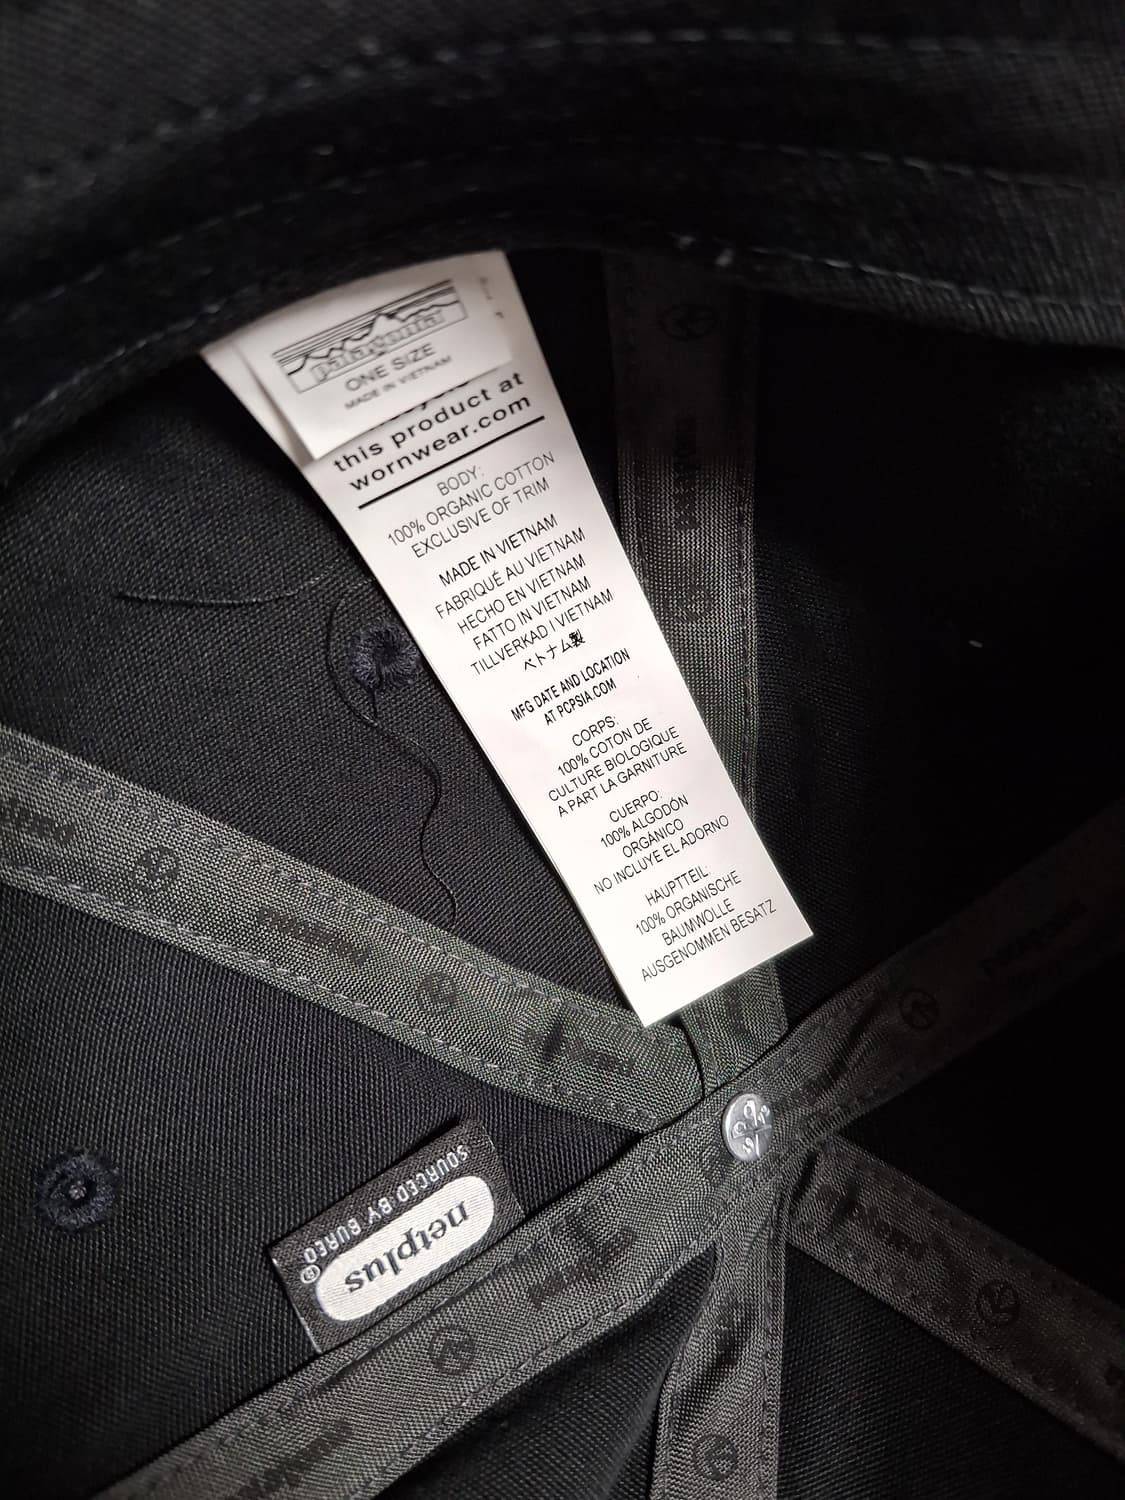 patagonia
ONE SIZE
MADE IN VIETNAM
this product at
wornwear.com
BODY:
100% ORGANIC COTTON
EXCLUSIVE OF TRIM
MADE IN VIETNAM
FABRIQUÉ AU VIETNAM
HECHO EN VIETNAM
FATTO IN VIETNAM
TILLVERKAD I VIETNAM
ベトナム製
MFG DATE AND LOCATION
AT PCPSIA.COM
CORPS:
100% COTON DE
CULTURE BIOLOGIQUE
A PART LA GARNITURE
CUERPO:
100% ALGODÓN
ORGÁNICO
NO INCLUYE EL ADORNO
HAUPTTEIL:
100% ORGANISCHE
BAUMWOLLE
AUSGENOMMEN BESATZ
netplus
SOURCED BY BUREO®